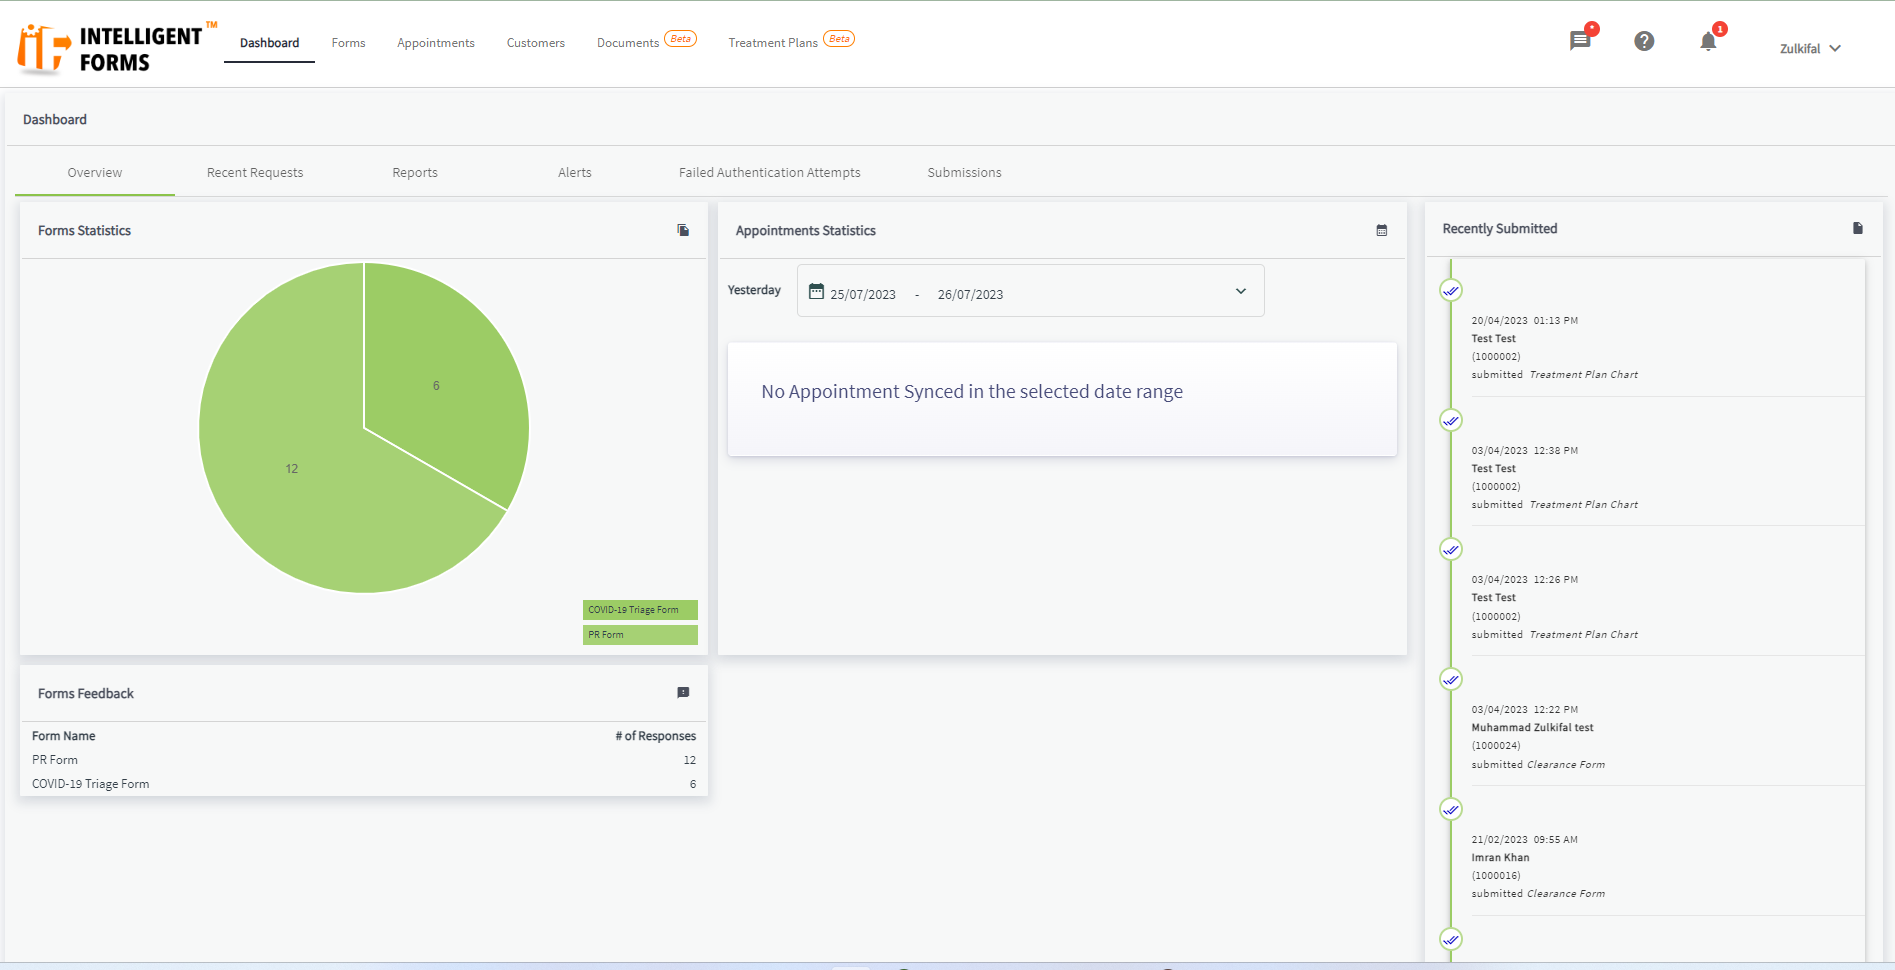 INTELLIGENT FORMS ™
Dashboard
Forms
Appointments
Customers
Documents Beta
Treatment Plans Beta
*
1
Zulkifal
Dashboard
Overview
Recent Requests
Reports
Alerts
Failed Authentication Attempts
Submissions
Forms Statistics
6
12
COVID-19 Triage Form
PR Form
Appointments Statistics
Yesterday
25/07/2023 - 26/07/2023
No Appointment Synced in the selected date range
Forms Feedback
Form Name # of Responses
PR Form 12
COVID-19 Triage Form 6
Recently Submitted
20/04/2023 01:13 PM
Test Test
(1000002)
submitted Treatment Plan Chart
03/04/2023 12:38 PM
Test Test
(1000002)
submitted Treatment Plan Chart
03/04/2023 12:26 PM
Test Test
(1000002)
submitted Treatment Plan Chart
03/04/2023 12:22 PM
Muhammad Zulkifal test
(1000024)
submitted Clearance Form
21/02/2023 09:55 AM
Imran Khan
(1000016)
submitted Clearance Form